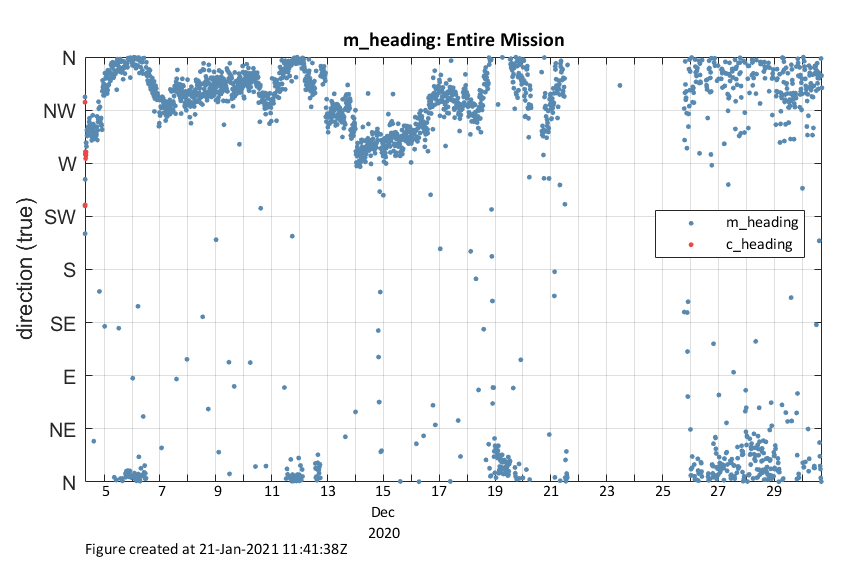 m_heading: Entire Mission
N
NW
W
SW
S
SE
E
NE
N
direction (true)
m_heading
c_heading
5 7 9 11 13 15 17 19 21 23 25 27 29
Dec
2020
Figure created at 21-Jan-2021 11:41:38Z